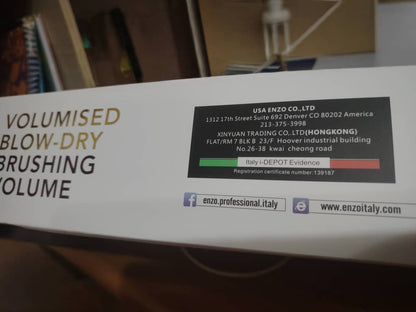 VOLUMISED
BLOW-DRY
BRUSHING
VOLUME
USA ENZO CO.,LTD
1312 17th Street Suite 692 Denver CO 80202 America
213-375-3998
XINYUAN TRADING CO.,LTD(HONGKONG)
FLAT/RM 7 BLK B 23/F Hoover industrial building
No.26-38 kwai cheong road
Italy i-DEPOT Evidence
Registration certificate number:139187
enzo.professional.italy
www.enzoitaly.com